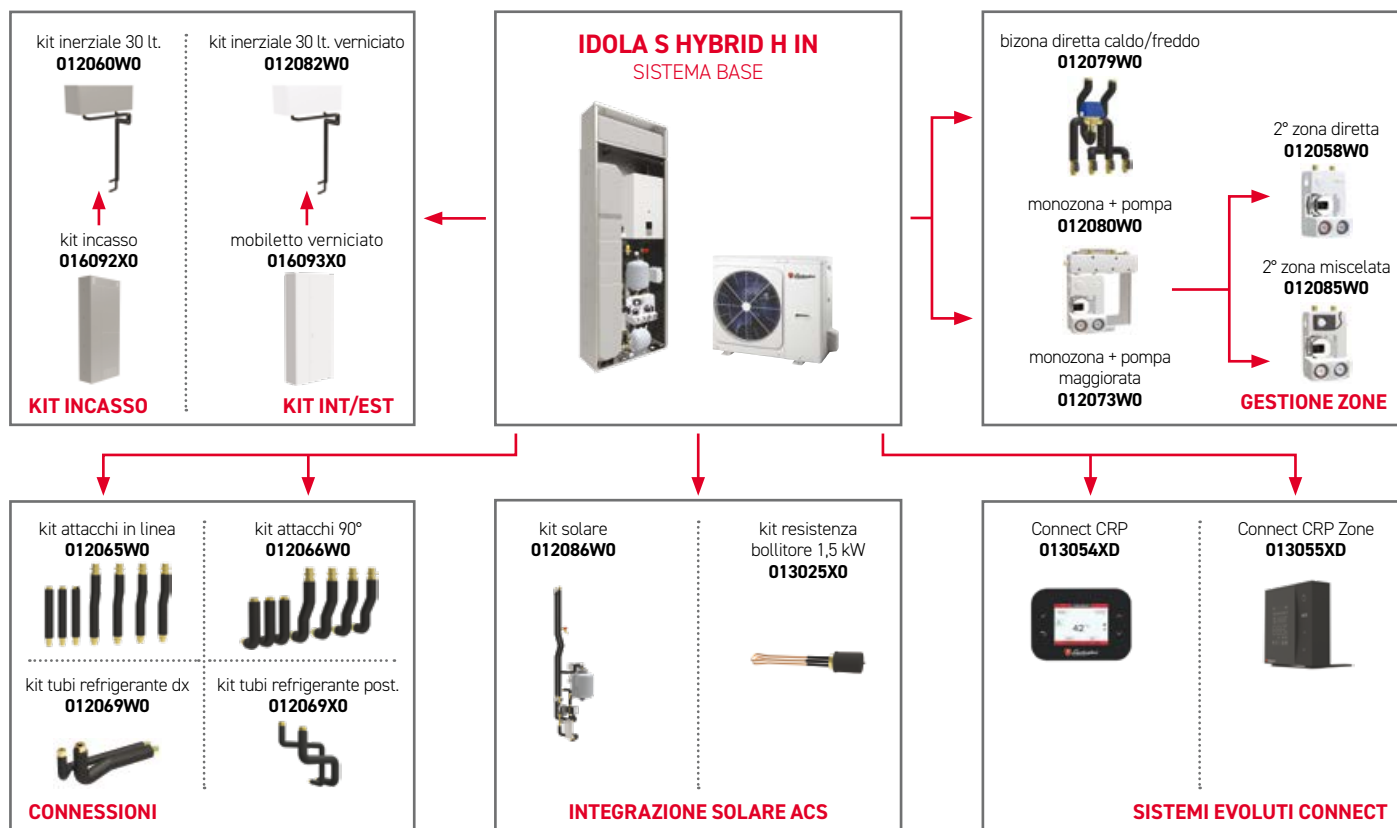 kit inerziale 30 lt.
012060W0
kit inerziale 30 lt. verniciato
012082W0
kit incasso
016092X0
mobiletto verniciato
016093X0
KIT INCASSO
KIT INT/EST
IDOLA S HYBRID H IN
SISTEMA BASE
bizona diretta caldo/freddo
012079W0
monozona + pompa
012080W0
monozona + pompa
maggiorata
012073W0
2° zona diretta
012058W0
2° zona miscelata
012085W0
GESTIONE ZONE
kit attacchi in linea
012065W0
kit attacchi 90°
012066W0
kit tubi refrigerante dx
012069W0
kit tubi refrigerante post.
012069X0
CONNESSIONI
kit solare
012086W0
kit resistenza
bollitore 1,5 kW
013025X0
INTEGRAZIONE SOLARE ACS
Connect CRP
013054XD
42°
Connect CRP Zone
013055XD
SISTEMI EVOLUTI CONNECT